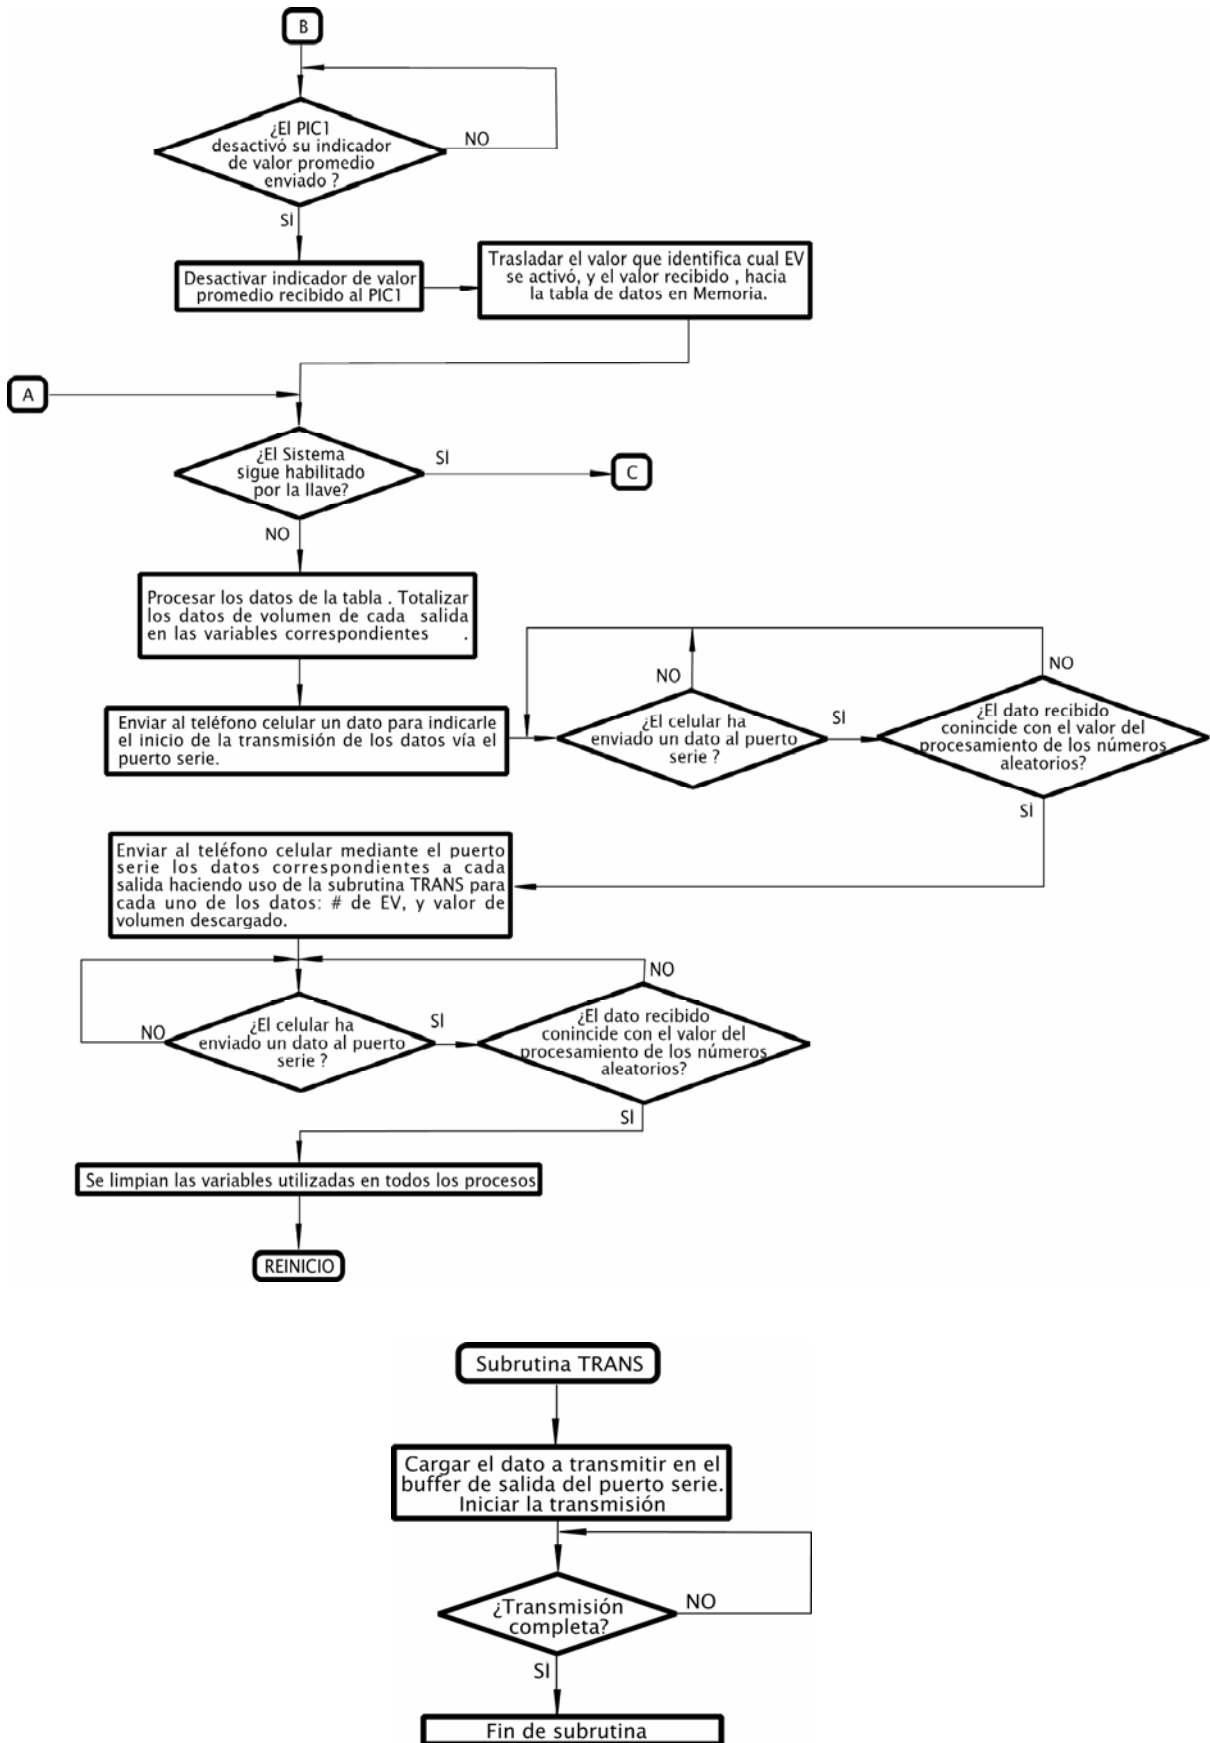 B
¿El PIC1
desactivó su indicador
de valor promedio
enviado ?
NO
SI
Desactivar indicador de valor
promedio recibido al PIC1
Trasladar el valor que identifica cual EV
se activó, y el valor recibido , hacia
la tabla de datos en Memoria.
A
¿El Sistema
sigue habilitado
por la llave?
SI
C
NO
Procesar los datos de la tabla . Totalizar
los datos de volumen de cada salida
en las variables correspondientes .
Enviar al teléfono celular un dato para indicarle
el inicio de la transmisión de los datos vía el
puerto serie.
NO
¿El celular ha
enviado un dato al puerto
serie ?
SI
NO
¿El dato recibido
conincide con el valor del
procesamiento de los números
aleatorios?
SI
Enviar al teléfono celular mediante el puerto
serie los datos correspondientes a cada
salida haciendo uso de la subrutina TRANS para
cada uno de los datos: # de EV, y valor de
volumen descargado.
NO
¿El celular ha
enviado un dato al puerto
serie ?
SI
NO
¿El dato recibido
conincide con el valor del
procesamiento de los números
aleatorios?
SI
Se limpian las variables utilizadas en todos los procesos
REINICIO
Subrutina TRANS
Cargar el dato a transmitir en el
buffer de salida del puerto serie.
Iniciar la transmisión
¿Transmisión
completa?
NO
SI
Fin de subrutina